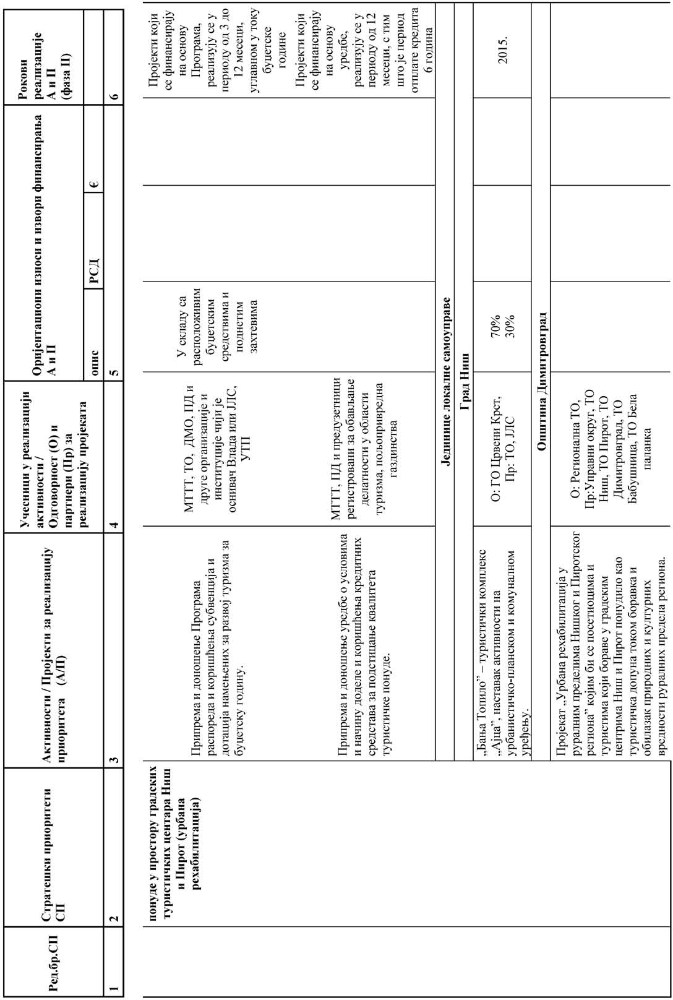 Ред.бр.СП
Стратешки приоритети
СП
Активности / Пројекти за реализацију
приоритета (А/П)
Учесници у реализацији
активности /
Одговорност (О) и
партнери (Пр) за
реализацију пројеката
Оријентациони износи и извори финансирања
А и П
Рокови
реализације
А и П
(фаза II)
опис
РСД
€
1
2
3
4
5
6
понуде у простору градских
туристичких центара Ниш
и Пирот (урбана
рехабилитација)
Припрема и доношење Програма
распореда и коришћења субвенција и
дотација намењених за развој туризма за
буџетску годину.
МТТТ, ТО, ДМО, ПД и
друге организације и
институције чији је
оснивач Влада или ЈЛС,
УТП
У складу са
расположивим
буџетским
средствима и
поднетим
захтевима
Пројекти који
се финансирају
на основу
Програма,
реализују се у
периоду од 3 до
12 месеци,
углавном у току
буџетске
године
Припрема и доношење уредбе о условима
и начину доделе и коришћења кредитних
средстава за подстицање квалитета
туристичке понуде.
МТТТ, ПД и предузетници
регистровани за обављање
делатности у области
туризма, пољопривредна
газдинства
Пројекти који
се финансирају
на основу
уредбе,
реализују се у
периоду од 12
месеци, с тим
што је период
отплате кредита
6 година
Јединице локалне самоуправе
Град Ниш
„Бања Топило” – туристички комплекс
„Ајца”, наставак активности на
урбанистичко-планском и комуналном
уређењу.
О: ГО Црвени Крст,
Пр: ТО, ЈЛС
70%
30%
2015.
Општина Димитровград
Пројекат „Урбана рехабилитација у
руралним пределима Нишког и Пиротског
региона” којим би се посетиоцима и
туристима који бораве у градским
центрима Ниш и Пирот понудило као
туристичка допуна током боравка и
обилазак природних и културних
вредности руралних предела региона.
О: Регионална ТО,
Пр:Управни округ, ТО
Ниш, ТО Пирот, ТО
Димитровград, ТО
Бабушница, ТО Бела
паланка